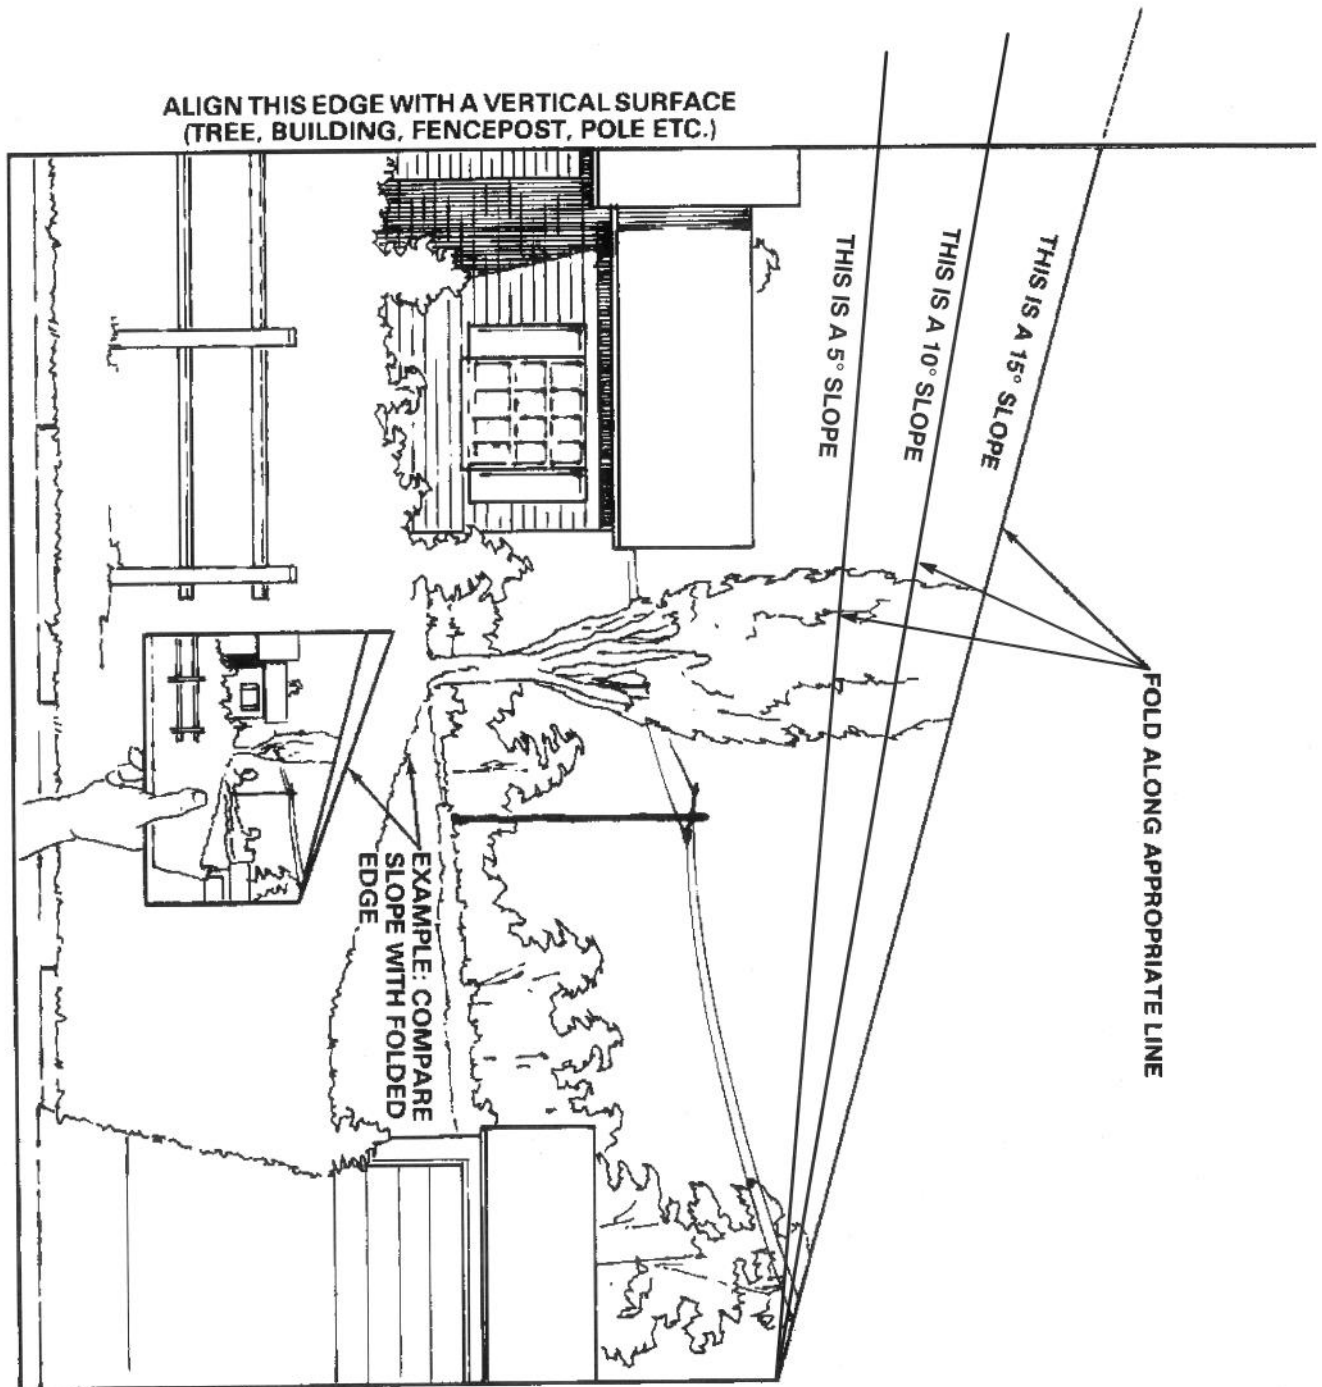 ALIGN THIS EDGE WITH A VERTICAL SURFACE
(TREE, BUILDING, FENCEPOST, POLE ETC.)
THIS IS A 15° SLOPE
THIS IS A 10° SLOPE
THIS IS A 5° SLOPE
FOLD ALONG APPROPRIATE LINE
EXAMPLE: COMPARE
SLOPE WITH FOLDED
EDGE